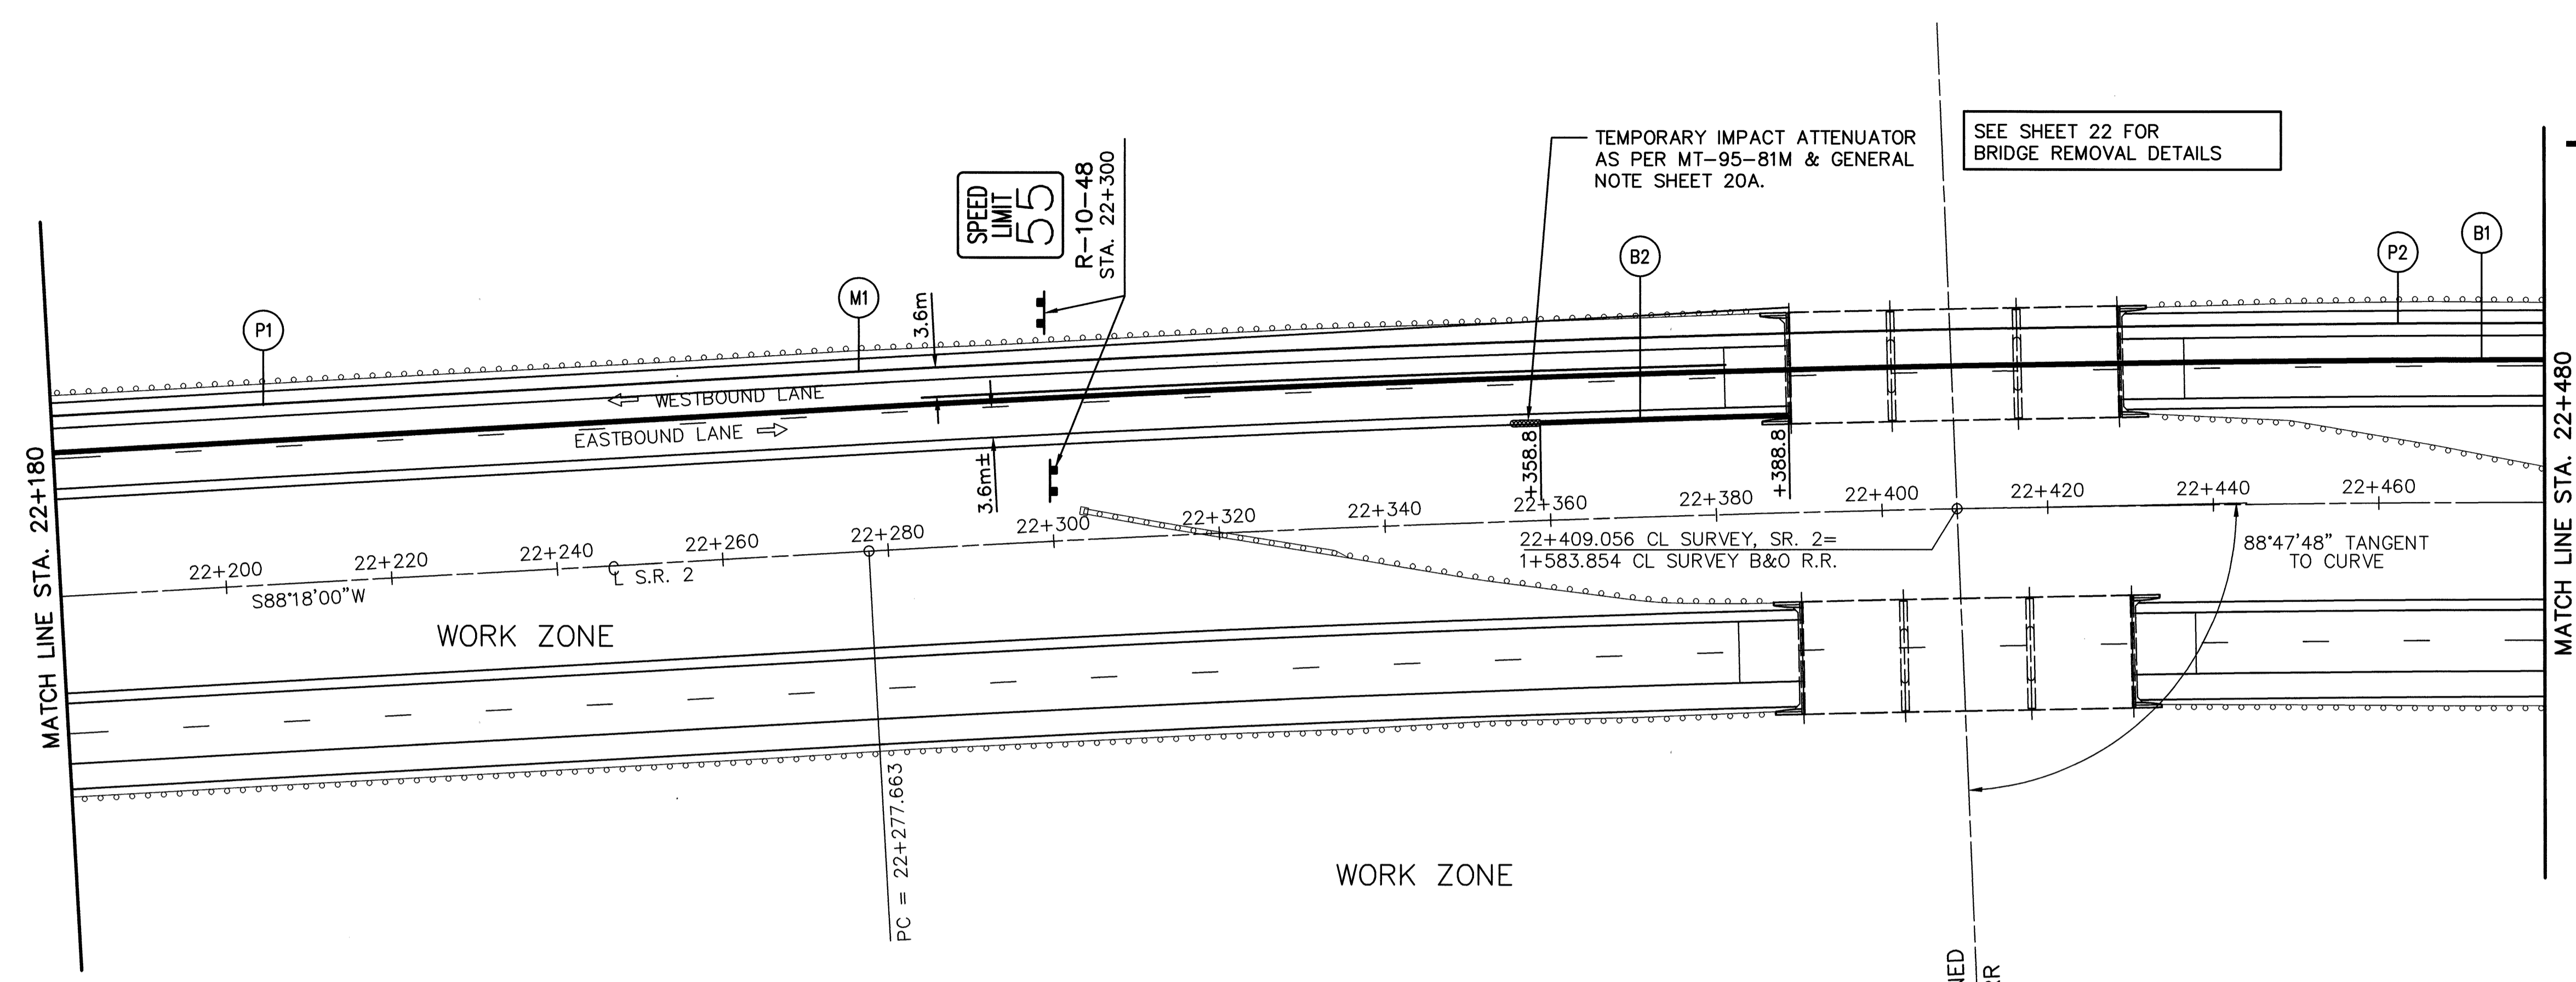 TEMPORARY IMPACT ATTENUATOR
AS PER MT-95-81M & GENERAL
NOTE SHEET 20A.
SEE SHEET 22 FOR
BRIDGE REMOVAL DETAILS
SPEED
LIMIT
55
R-10-48
STA. 22+300
P1
M1
3.6m
B2
P2
B1
WESTBOUND LANE
EASTBOUND LANE
3.6m±
+358.8
+388.8
MATCH LINE STA. 22+180
22+200
22+220
22+240
22+260
22+280
22+300
22+320
22+340
22+360
22+380
22+400
22+420
22+440
22+460
MATCH LINE STA. 22+480
S88°18'00"W
CL S.R. 2
22+409.056 CL SURVEY, SR. 2=
1+583.854 CL SURVEY B&O R.R.
88°47'48" TANGENT
TO CURVE
WORK ZONE
PC = 22+277.663
WORK ZONE
NED
RR